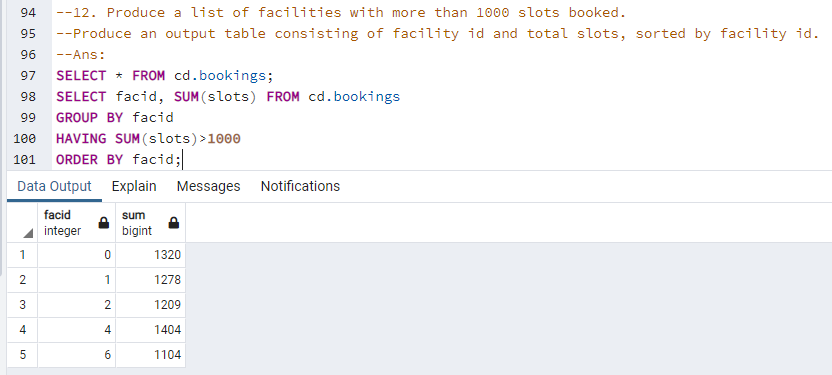 94 --12. Produce a list of facilities with more than 1000 slots booked.
95 --Produce an output table consisting of facility id and total slots, sorted by facility id.
96 --Ans:
97 SELECT * FROM cd.bookings;
98 SELECT facid, SUM(slots) FROM cd.bookings
99 GROUP BY facid
100 HAVING SUM(slots)>1000
101 ORDER BY facid;
Data Output Explain Messages Notifications
facid sum
integer bigint
1 0 1320
2 1 1278
3 2 1209
4 4 1404
5 6 1104